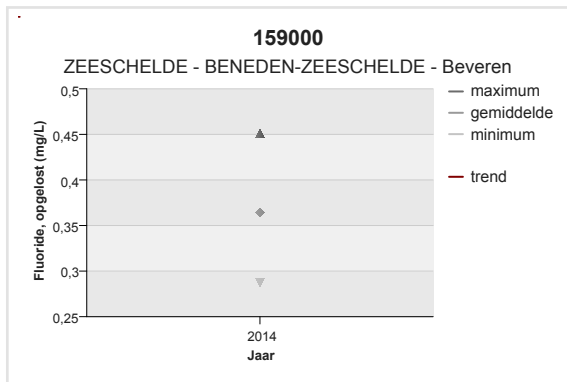 159000
ZEESCHELDE - BENEDEN-ZEESCHELDE - Beveren
Fluoride, opgelost (mg/L)
0,5
0,45
0,4
0,35
0,3
0,25
2014
Jaar
maximum
gemiddelde
minimum
trend